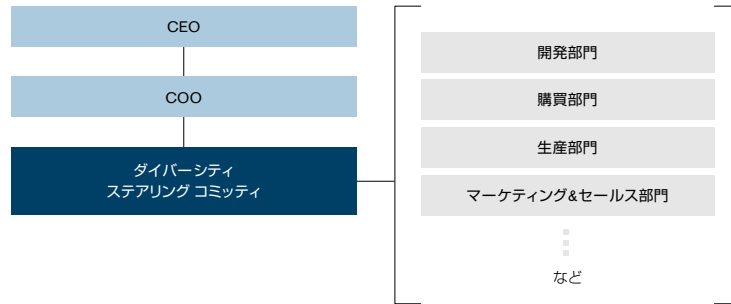 CEO
COO
ダイバーシティ
ステアリング コミッティ
開発部門
購買部門
生産部門
マーケティング&セールス部門
など